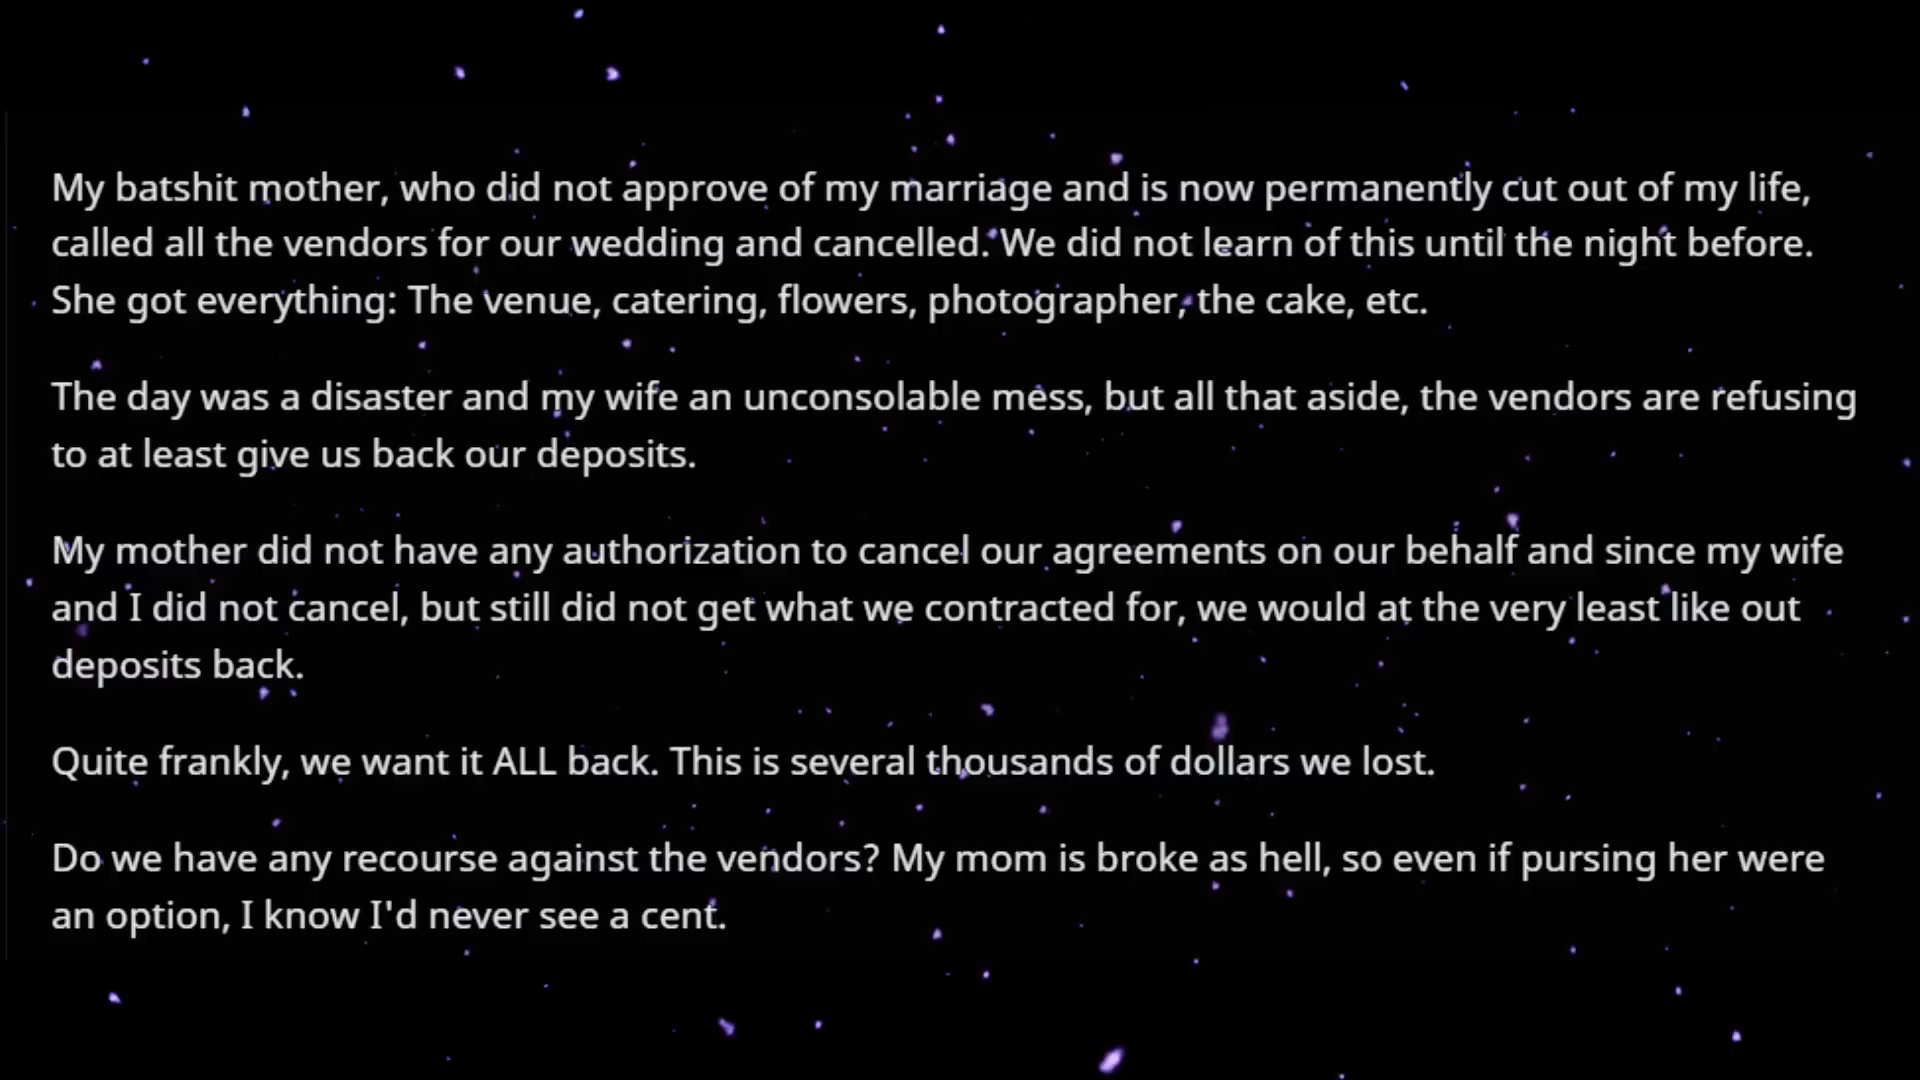 My batshit mother, who did not approve of my marriage and is now permanently cut out of my life,
called all the vendors for our wedding and cancelled. We did not learn of this until the night before.
She got everything: The venue, catering, flowers, photographer, the cake, etc.
The day was a disaster and my wife an unconsolable mess, but all that aside, the vendors are refusing
to at least give us back our deposits.
My mother did not have any authorization to cancel our agreements on our behalf and since my wife
and I did not cancel, but still did not get what we contracted for, we would at the very least like out
deposits back.
Quite frankly, we want it ALL back. This is several thousands of dollars we lost.
Do we have any recourse against the vendors? My mom is broke as hell, so even if pursing her were
an option, I know I'd never see a cent.